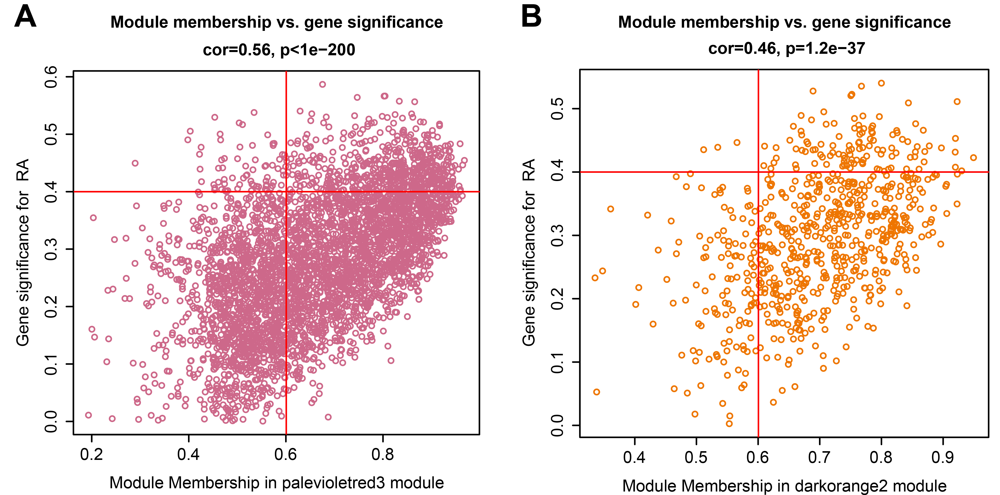 A
Module membership vs. gene significance
cor=0.56, p<1e−200
Gene significance for  RA
0.6
0.5
0.4
0.3
0.2
0.1
0.0
0.2 0.4 0.6 0.8
Module Membership in palevioletred3 module
B
Module membership vs. gene significance
cor=0.46, p=1.2e−37
Gene significance for  RA
0.5
0.4
0.3
0.2
0.1
0.0
0.4 0.5 0.6 0.7 0.8 0.9
Module Membership in darkorange2 module